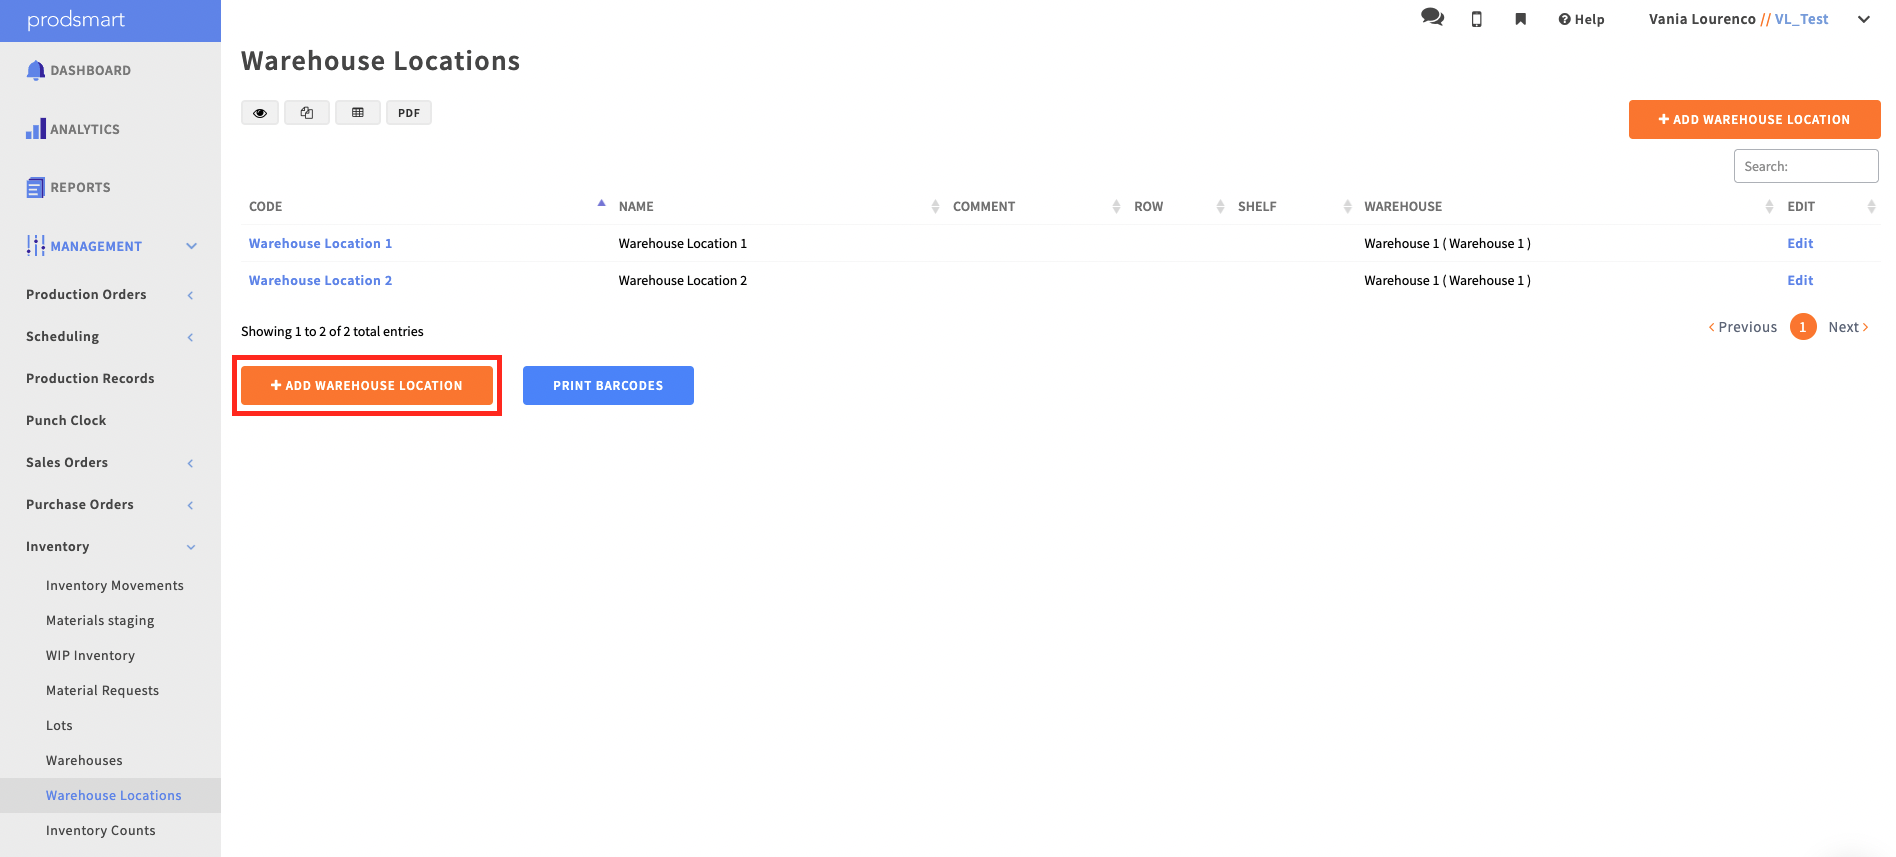 prodsmart
Help
Vania Lourenco // VL_Test
DASHBOARD
ANALYTICS
REPORTS
MANAGEMENT
Production Orders
Scheduling
Production Records
Punch Clock
Sales Orders
Purchase Orders
Inventory
Inventory Movements
Materials staging
WIP Inventory
Material Requests
Lots
Warehouses
Warehouse Locations
Inventory Counts
Warehouse Locations
PDF
+ ADD WAREHOUSE LOCATION
Search:
CODE NAME COMMENT ROW SHELF WAREHOUSE EDIT
Warehouse Location 1 Warehouse Location 1 Warehouse 1 ( Warehouse 1 ) Edit
Warehouse Location 2 Warehouse Location 2 Warehouse 1 ( Warehouse 1 ) Edit
Showing 1 to 2 of 2 total entries
‹ Previous 1 Next ›
+ ADD WAREHOUSE LOCATION PRINT BARCODES